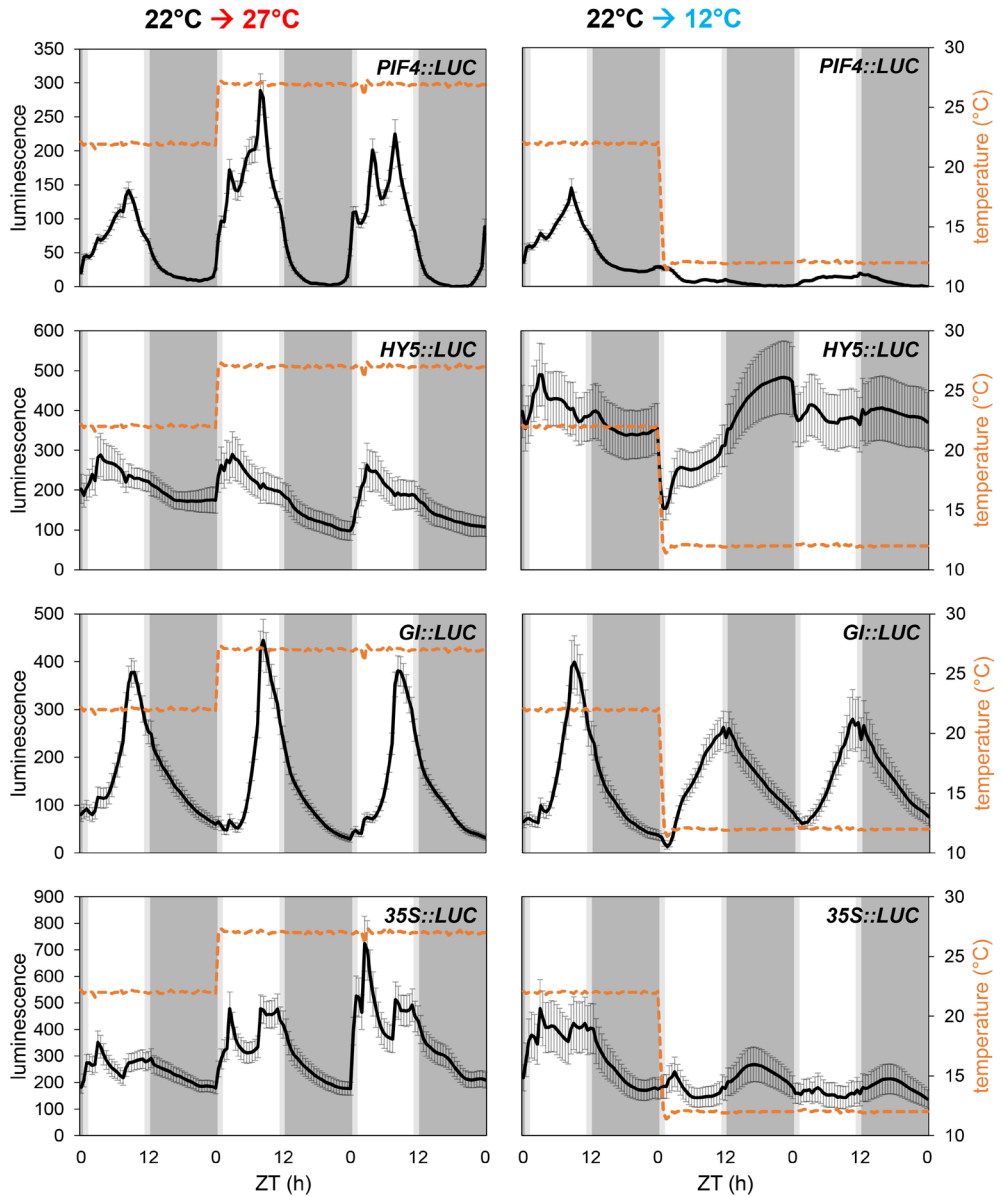 22°C → 27°C
22°C → 12°C
350
300
250
200
150
100
50
0
luminescence
PIF4::LUC
PIF4::LUC
30
25
20
15
10
temperature (°C)
600
500
400
300
200
100
0
luminescence
HY5::LUC
HY5::LUC
30
25
20
15
10
temperature (°C)
500
400
300
200
100
0
luminescence
GI::LUC
GI::LUC
30
25
20
15
10
temperature (°C)
900
800
700
600
500
400
300
200
100
0
luminescence
35S::LUC
35S::LUC
30
25
20
15
10
temperature (°C)
0 12 0 12 0 12 0
0 12 0 12 0 12 0
ZT (h)
ZT (h)